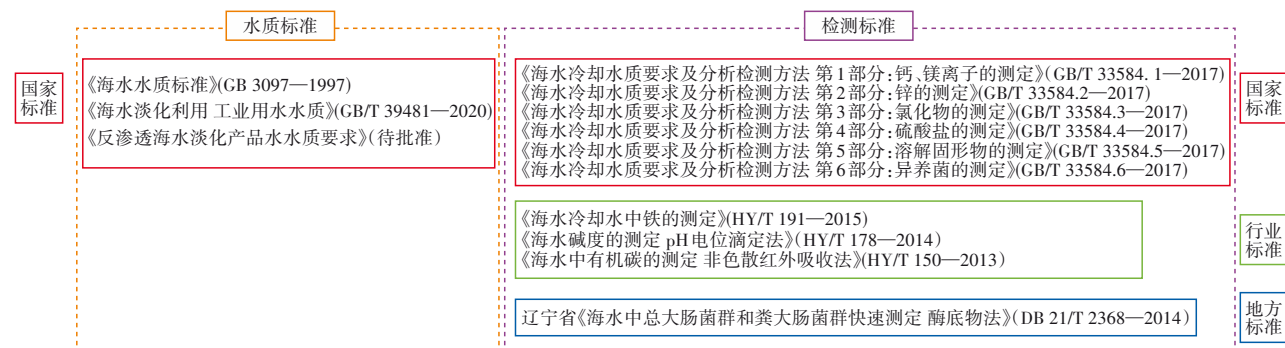 水质标准
国家
标准
《海水水质标准》(GB 3097—1997)
《海水淡化利用 工业用水水质》(GB/T 39481—2020)
《反渗透海水淡化产品水水质要求》(待批准)
检测标准
《海水冷却水质要求及分析检测方法 第1部分:钙、镁离子的测定》(GB/T 33584. 1—2017)
《海水冷却水质要求及分析检测方法 第2部分:锌的测定》(GB/T 33584.2—2017)
《海水冷却水质要求及分析检测方法 第3部分:氯化物的测定》(GB/T 33584.3—2017)
《海水冷却水质要求及分析检测方法 第4部分:硫酸盐的测定》(GB/T 33584.4—2017)
《海水冷却水质要求及分析检测方法 第5部分:溶解固形物的测定》(GB/T 33584.5—2017)
《海水冷却水质要求及分析检测方法 第6部分:异养菌的测定》(GB/T 33584.6—2017)
国家
标准
《海水冷却水中铁的测定》(HY/T 191—2015)
《海水碱度的测定 pH电位滴定法》(HY/T 178—2014)
《海水中有机碳的测定 非色散红外吸收法》(HY/T 150—2013)
行业
标准
辽宁省《海水中总大肠菌群和粪大肠菌群快速测定 酶底物法》(DB 21/T 2368—2014)
地方
标准